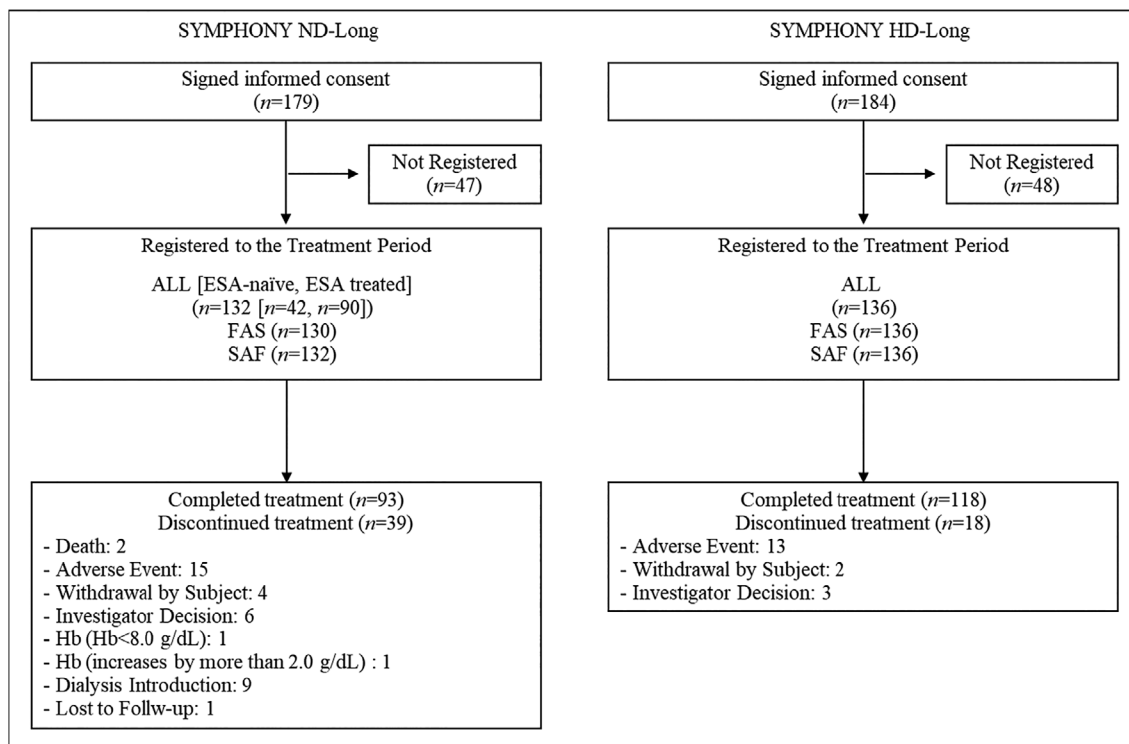 SYMPHONY ND-Long
Signed informed consent
(n=179)
Not Registered
(n=47)
Registered to the Treatment Period
ALL [ESA-naïve, ESA treated]
(n=132 [n=42, n=90])
FAS (n=130)
SAF (n=132)
Completed treatment (n=93)
Discontinued treatment (n=39)
- Death: 2
- Adverse Event: 15
- Withdrawal by Subject: 4
- Investigator Decision: 6
- Hb (Hb<8.0 g/dL): 1
- Hb (increases by more than 2.0 g/dL) : 1
- Dialysis Introduction: 9
- Lost to Follw-up: 1
SYMPHONY HD-Long
Signed informed consent
(n=184)
Not Registered
(n=48)
Registered to the Treatment Period
ALL
(n=136)
FAS (n=136)
SAF (n=136)
Completed treatment (n=118)
Discontinued treatment (n=18)
- Adverse Event: 13
- Withdrawal by Subject: 2
- Investigator Decision: 3